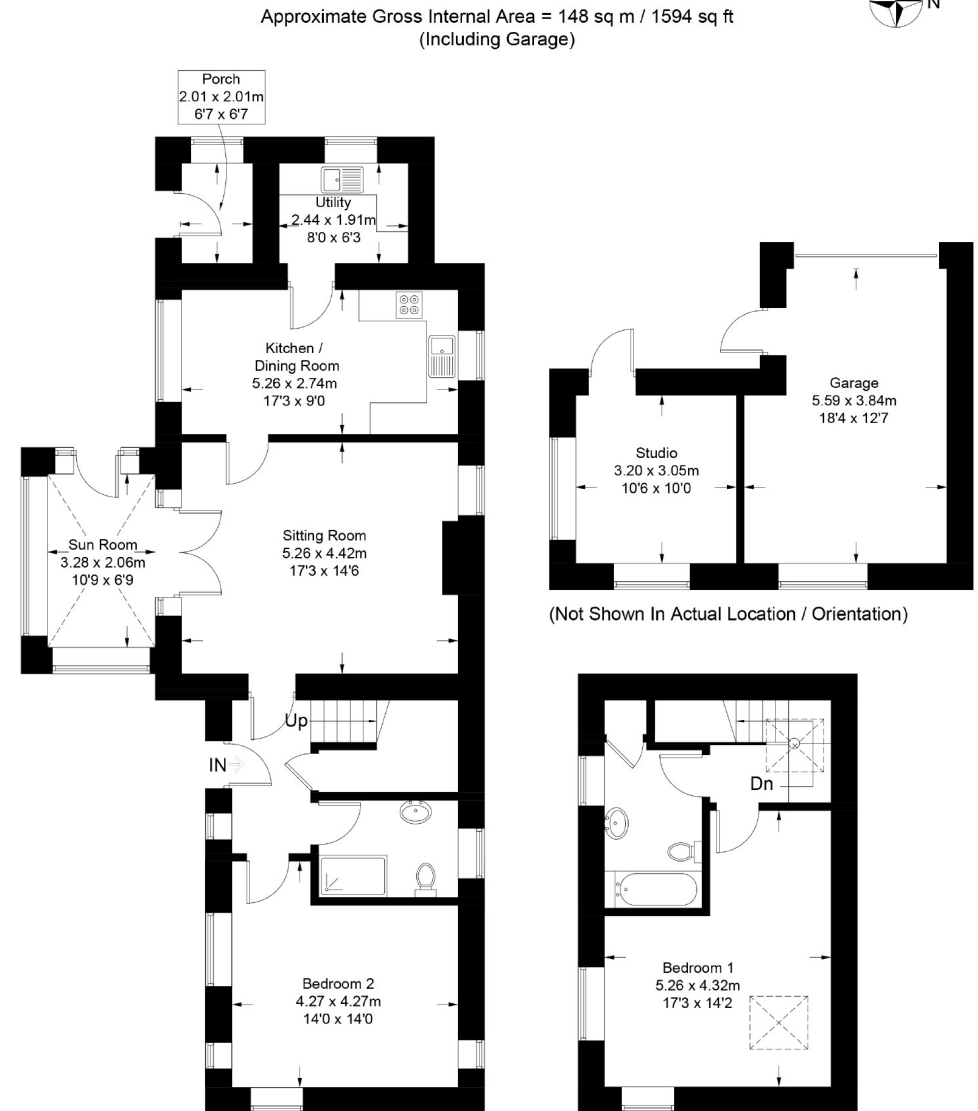 Approximate Gross Internal Area = 148 sq m / 1594 sq ft
(Including Garage)
N
Porch
2.01 x 2.01m
6'7 x 6'7
Utility
2.44 x 1.91m
8'0 x 6'3
Kitchen /
Dining Room
5.26 x 2.74m
17'3 x 9'0
Garage
5.59 x 3.84m
18'4 x 12'7
Studio
3.20 x 3.05m
10'6 x 10'0
Sitting Room
5.26 x 4.42m
17'3 x 14'6
Sun Room
3.28 x 2.06m
10'9 x 6'9
(Not Shown In Actual Location / Orientation)
Up
IN
Dn
Bedroom 2
4.27 x 4.27m
14'0 x 14'0
Bedroom 1
5.26 x 4.32m
17'3 x 14'2